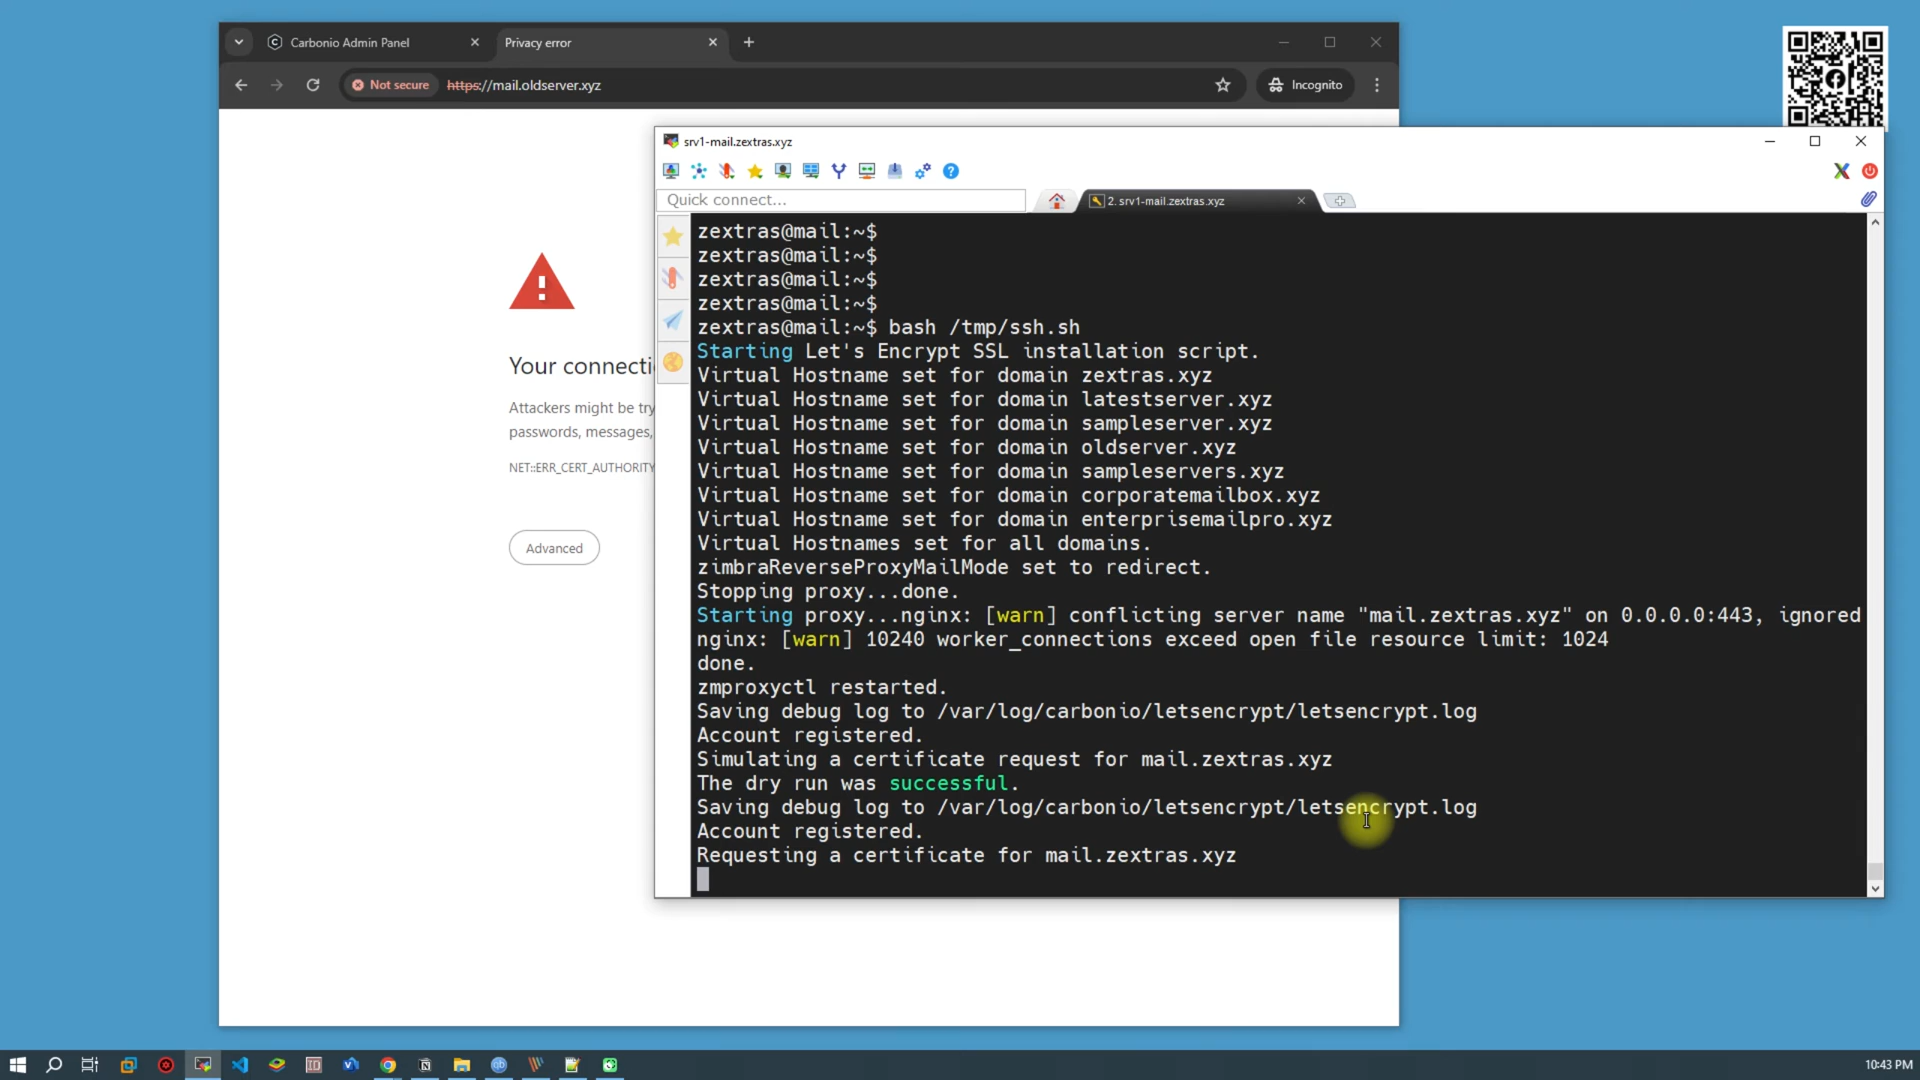 Carbonio Admin Panel
Privacy error
Not secure
https://mail.oldserver.xyz
Incognito
Your connecti
Attackers might be try
passwords, messages,
NET::ERR_CERT_AUTHORITY
Advanced
srv1-mail.zextras.xyz
Quick connect...
2. srv1-mail.zextras.xyz
zextras@mail:~$
zextras@mail:~$
zextras@mail:~$
zextras@mail:~$
zextras@mail:~$ bash /tmp/ssh.sh
Starting Let's Encrypt SSL installation script.
Virtual Hostname set for domain zextras.xyz
Virtual Hostname set for domain latestserver.xyz
Virtual Hostname set for domain sampleserver.xyz
Virtual Hostname set for domain oldserver.xyz
Virtual Hostname set for domain sampleservers.xyz
Virtual Hostname set for domain corporatemailbox.xyz
Virtual Hostname set for domain enterprisemailpro.xyz
Virtual Hostnames set for all domains.
zimbraReverseProxyMailMode set to redirect.
Stopping proxy...done.
Starting proxy...nginx: [warn] conflicting server name "mail.zextras.xyz" on 0.0.0.0:443, ignored
nginx: [warn] 10240 worker_connections exceed open file resource limit: 1024
done.
zmproxyctl restarted.
Saving debug log to /var/log/carbonio/letsencrypt/letsencrypt.log
Account registered.
Simulating a certificate request for mail.zextras.xyz
The dry run was successful.
Saving debug log to /var/log/carbonio/letsencrypt/letsencrypt.log
Account registered.
Requesting a certificate for mail.zextras.xyz
10:43 PM